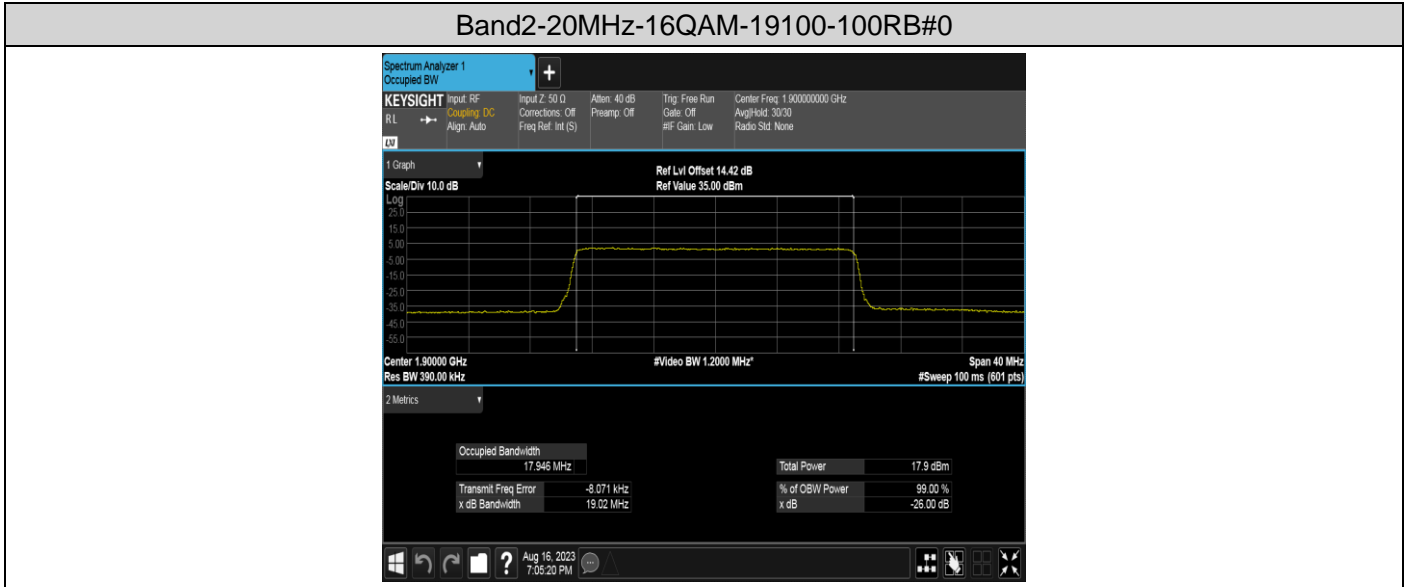 Band2-20MHz-16QAM-19100-100RB#0
Spectrum Analyzer 1
Occupied BW
+
KEYSIGHT
RL
LXI
Input: RF
Coupling: DC
Align: Auto
Input Z: 50 Ω
Corrections: Off
Freq Ref: Int (S)
Atten: 40 dB
Preamp: Off
Trig: Free Run
Gate: Off
#IF Gain: Low
Center Freq: 1.900000000 GHz
Avg|Hold: 30/30
Radio Std: None
1 Graph
Scale/Div 10.0 dB
Ref Lvl Offset 14.42 dB
Ref Value 35.00 dBm
Log
25.0
15.0
5.00
-5.00
-15.0
-25.0
-35.0
-45.0
-55.0
Center 1.90000 GHz
Res BW 390.00 kHz
#Video BW 1.2000 MHz*
Span 40 MHz
#Sweep 100 ms (601 pts)
2 Metrics
Occupied Bandwidth
17.946 MHz
Transmit Freq Error -8.071 kHz
x dB Bandwidth 19.02 MHz
Total Power 17.9 dBm
% of OBW Power 99.00 %
x dB -26.00 dB
?
Aug 16, 2023
7:05:20 PM